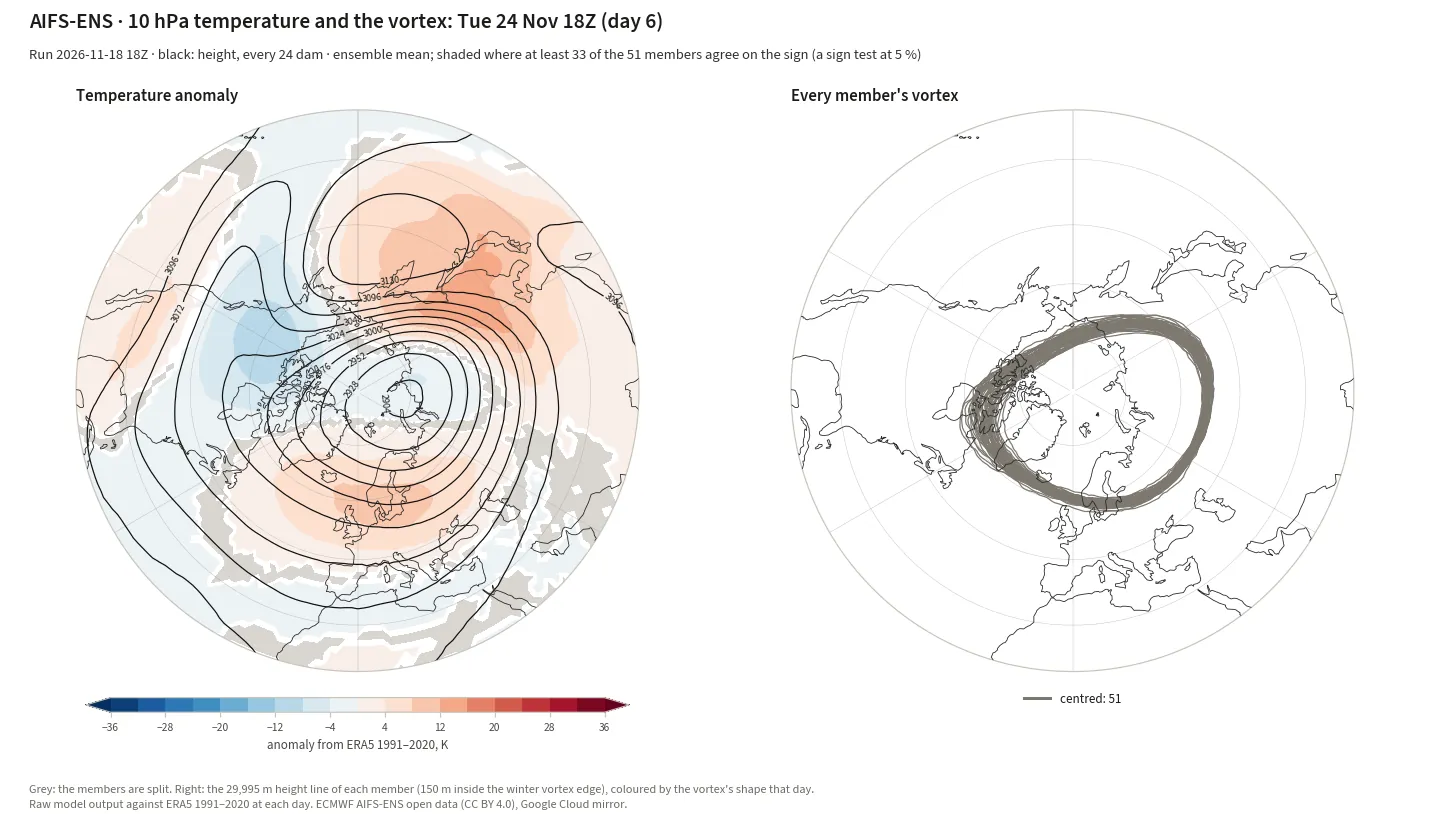 AIFS-ENS · 10 hPa temperature and the vortex: Tue 24 Nov 18Z (day 6)
Run 2026-11-18 18Z · black: height, every 24 dam · ensemble mean; shaded where at least 33 of the 51 members agree on the sign (a sign test at 5 %)
Temperature anomaly
Every member's vortex
3096
3072
3120
3096
3048
3024
3000
2952
2928
−36 −28 −20 −12 −4 4 12 20 28 36
anomaly from ERA5 1991–2020, K
centred: 51
Grey: the members are split. Right: the 29,995 m height line of each member (150 m inside the winter vortex edge), coloured by the vortex's shape that day.
Raw model output against ERA5 1991–2020 at each day. ECMWF AIFS-ENS open data (CC BY 4.0), Google Cloud mirror.